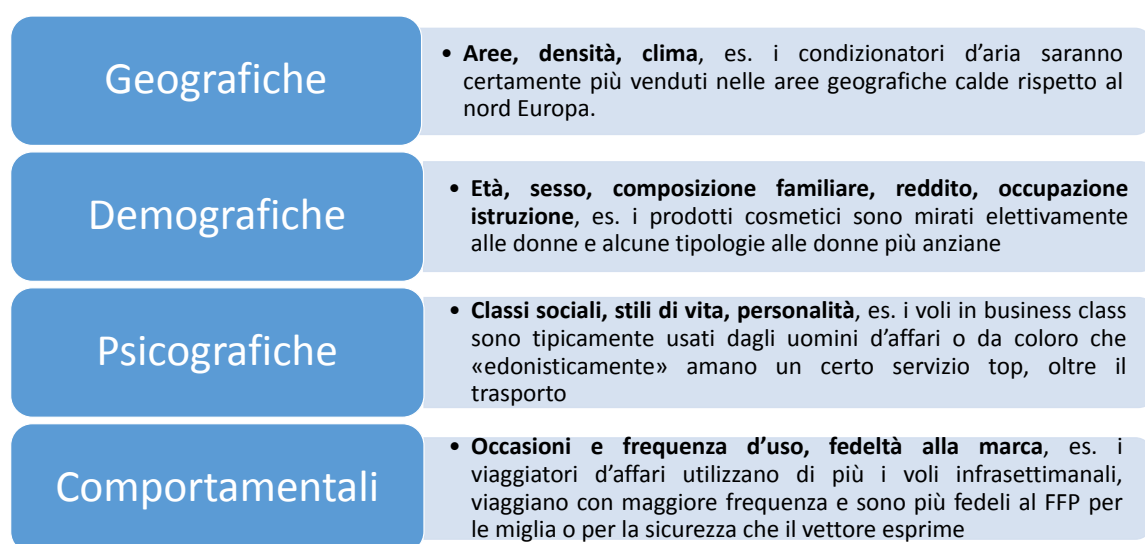 Geografiche
• Aree, densità, clima, es. i condizionatori d'aria saranno
certamente più venduti nelle aree geografiche calde rispetto al
nord Europa.
Demografiche
• Età, sesso, composizione familiare, reddito, occupazione
istruzione, es. i prodotti cosmetici sono mirati elettivamente
alle donne e alcune tipologie alle donne più anziane
Psicografiche
• Classi sociali, stili di vita, personalità, es. i voli in business class
sono tipicamente usati dagli uomini d'affari o da coloro che
«edonisticamente» amano un certo servizio top, oltre il
trasporto
Comportamentali
• Occasioni e frequenza d'uso, fedeltà alla marca, es. i
viaggiatori d'affari utilizzano di più i voli infrasettimanali,
viaggiano con maggiore frequenza e sono più fedeli al FFP per
le miglia o per la sicurezza che il vettore esprime